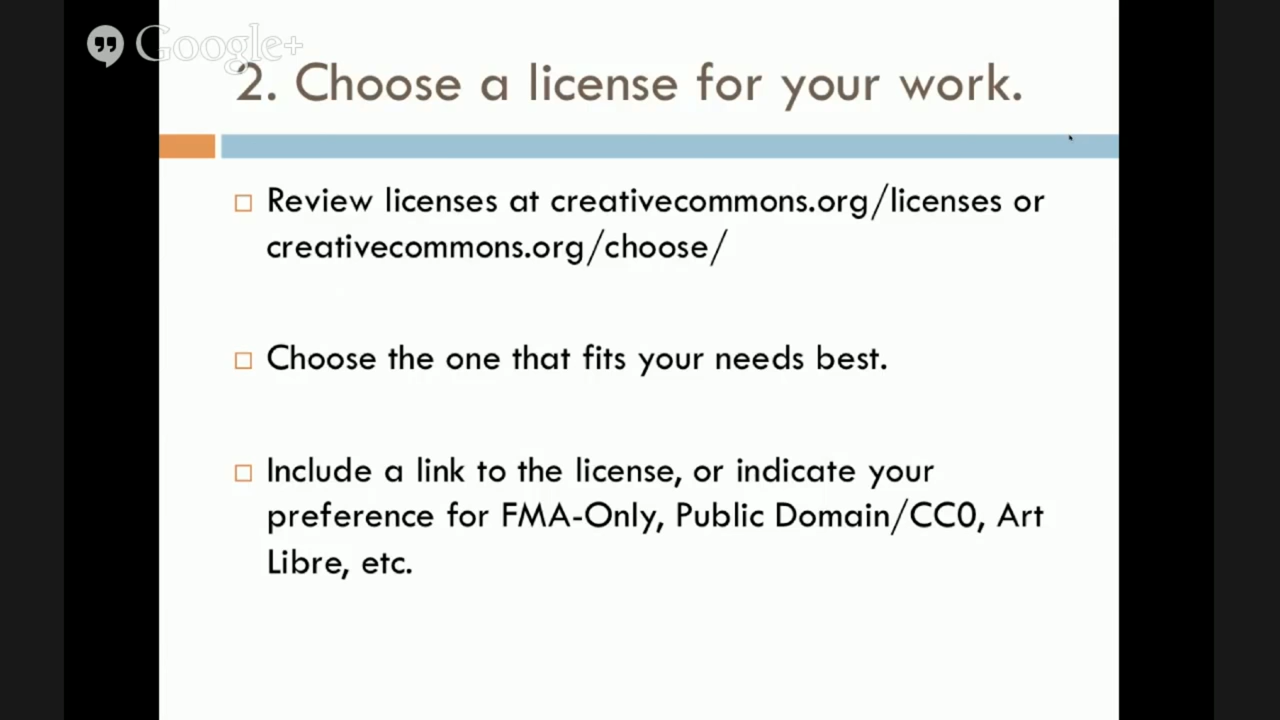 Google+
2. Choose a license for your work.
Review licenses at creativecommons.org/licenses or
creativecommons.org/choose/
Choose the one that fits your needs best.
Include a link to the license, or indicate your
preference for FMA-Only, Public Domain/CC0, Art
Libre, etc.